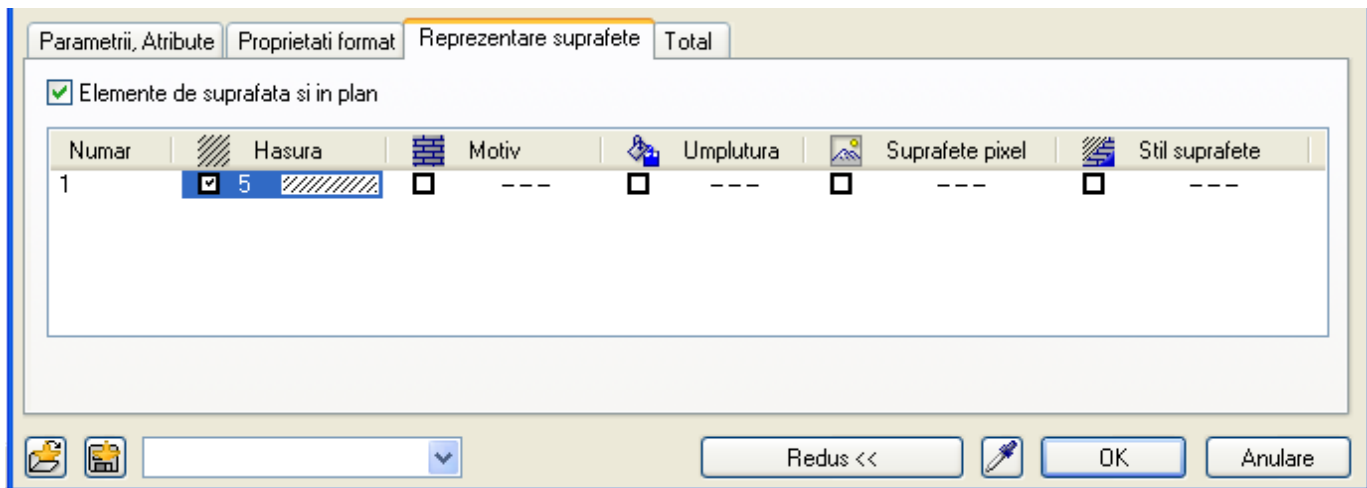 Parametrii, Atribute Proprietati format Reprezentare suprafete Total
Elemente de suprafata si in plan
Numar Hasura Motiv Umplutura Suprafete pixel Stil suprafete
1 5 --- --- --- ---
Redus << OK Anulare